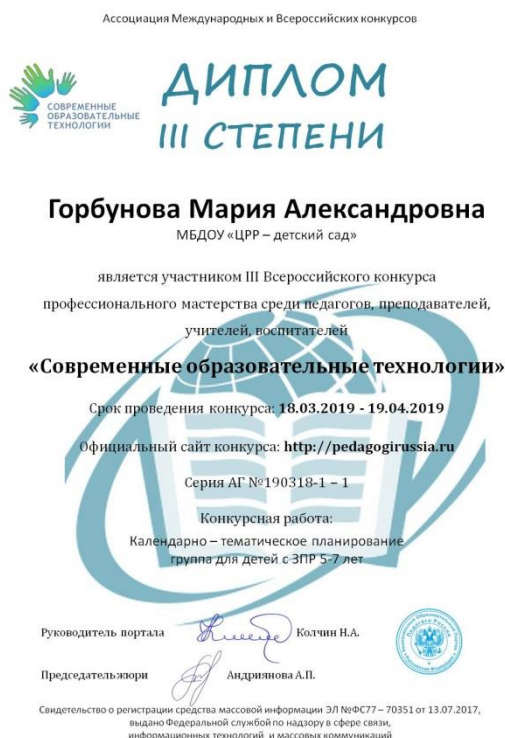 Ассоциация Международных и Всероссийских конкурсов
СОВРЕМЕННЫЕ
ОБРАЗОВАТЕЛЬНЫЕ
ТЕХНОЛОГИИ
ДИПЛОМ
III СТЕПЕНИ
Горбунова Мария Александровна
МБДОУ «ЦРР – детский сад»
является участником III Всероссийского конкурса
профессионального мастерства среди педагогов, преподавателей,
учителей, воспитателей
«Современные образовательные технологии»
Срок проведения конкурса: 18.03.2019 - 19.04.2019
Официальный сайт конкурса: http://pedagogirussia.ru
Серия АГ №190318-1 – 1
Конкурсная работа:
Календарно – тематическое планирование
группа для детей с ЗПР 5-7 лет
Руководитель портала Колчин Н.А.
Председатель жюри Андриянова А.П.
Свидетельство о регистрации средства массовой информации ЭЛ №ФС77 – 70351 от 13.07.2017,
выдано Федеральной службой по надзору в сфере связи,
информационных технологий и массовых коммуникаций